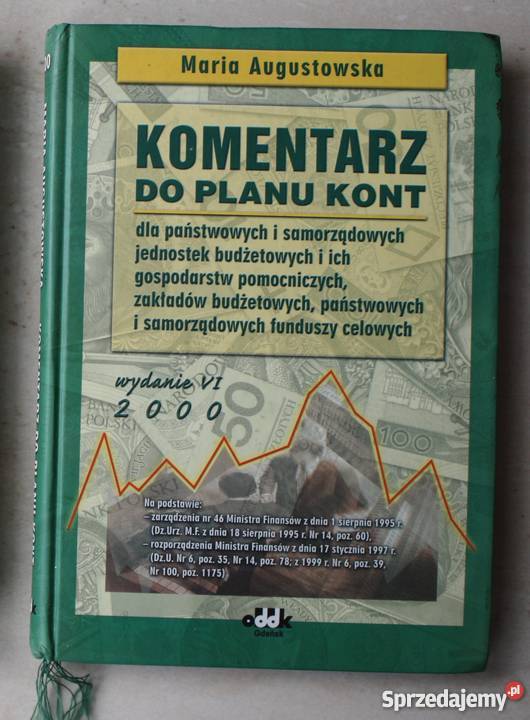 Maria Augustowska
KOMENTARZ
DO PLANU KONT
dla państwowych i samorządowych
jednostek budżetowych i ich
gospodarstw pomocniczych,
zakładów budżetowych, państwowych
i samorządowych funduszy celowych
wydanie VI
2000
50
100
Na podstawie:
– zarządzenia nr 46 Ministra Finansów z dnia 1 sierpnia 1995 r.
(Dz.Urz. M.F. z dnia 18 sierpnia 1995 r. Nr 14, poz. 60),
– rozporządzenia Ministra Finansów z dnia 17 stycznia 1997 r.
(Dz.U. Nr 6, poz. 35, Nr 14, poz. 78; z 1999 r. Nr 6, poz. 39,
Nr 100, poz. 1175)
oddk
Gdańsk
Sprzedajemy.pl